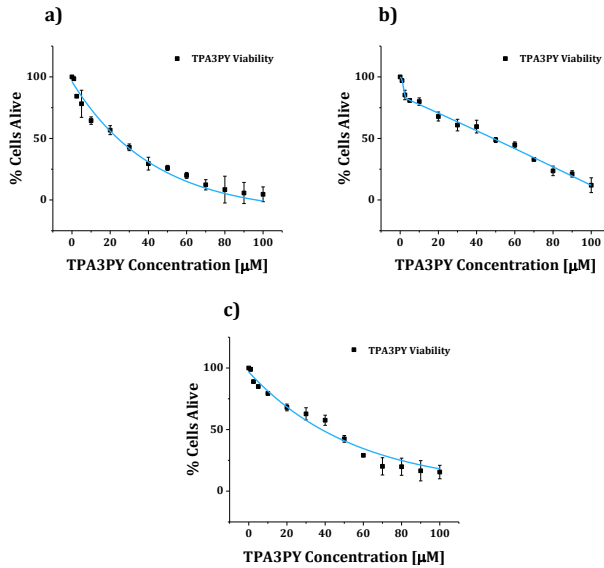 a)
TPA3PY Viability
100
50
0
% Cells Alive
0 20 40 60 80 100
TPA3PY Concentration [μM]
b)
TPA3PY Viability
100
50
0
% Cells Alive
0 20 40 60 80 100
TPA3PY Concentration [μM]
c)
TPA3PY Viability
100
50
0
% Cells Alive
0 20 40 60 80 100
TPA3PY Concentration [μM]